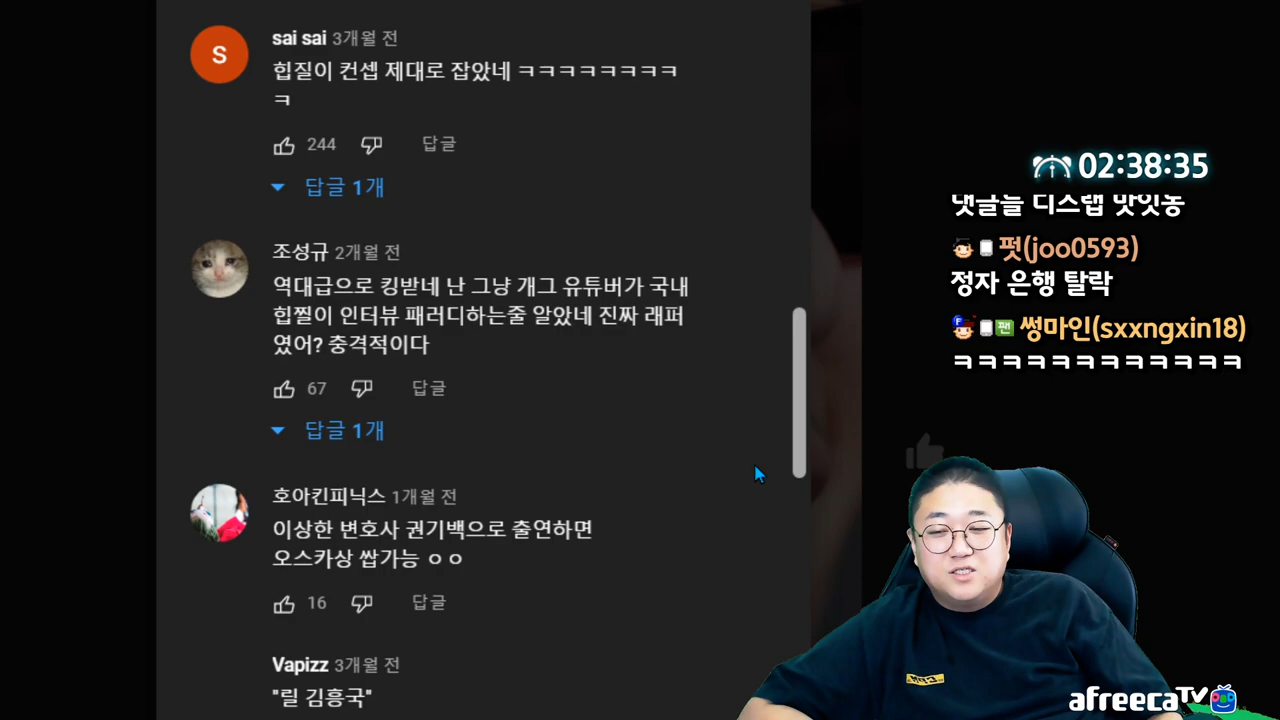 S
sai sai 3개월 전
힙질이 컨셉 제대로 잡았네 ㅋㅋㅋㅋㅋㅋㅋㅋ
ㅋ
244 답글
답글 1개
조성규 2개월 전
역대급으로 킹받네 난 그냥 개그 유튜버가 국내
힙찔이 인터뷰 패러디하는줄 알았네 진짜 래퍼
였어? 충격적이다
67 답글
답글 1개
호아킨피닉스 1개월 전
이상한 변호사 권기백으로 출연하면
오스카상 쌉가능 ㅇㅇ
16 답글
Vapizz 3개월 전
"릴 김흥국"
02:38:35
댓글들 디스랩 맛잇농
펏(joo0593)
정자 은행 탈락
팬 썽마인(sxxngxin18)
ㅋㅋㅋㅋㅋㅋㅋㅋㅋㅋㅋㅋ
afreecaTV